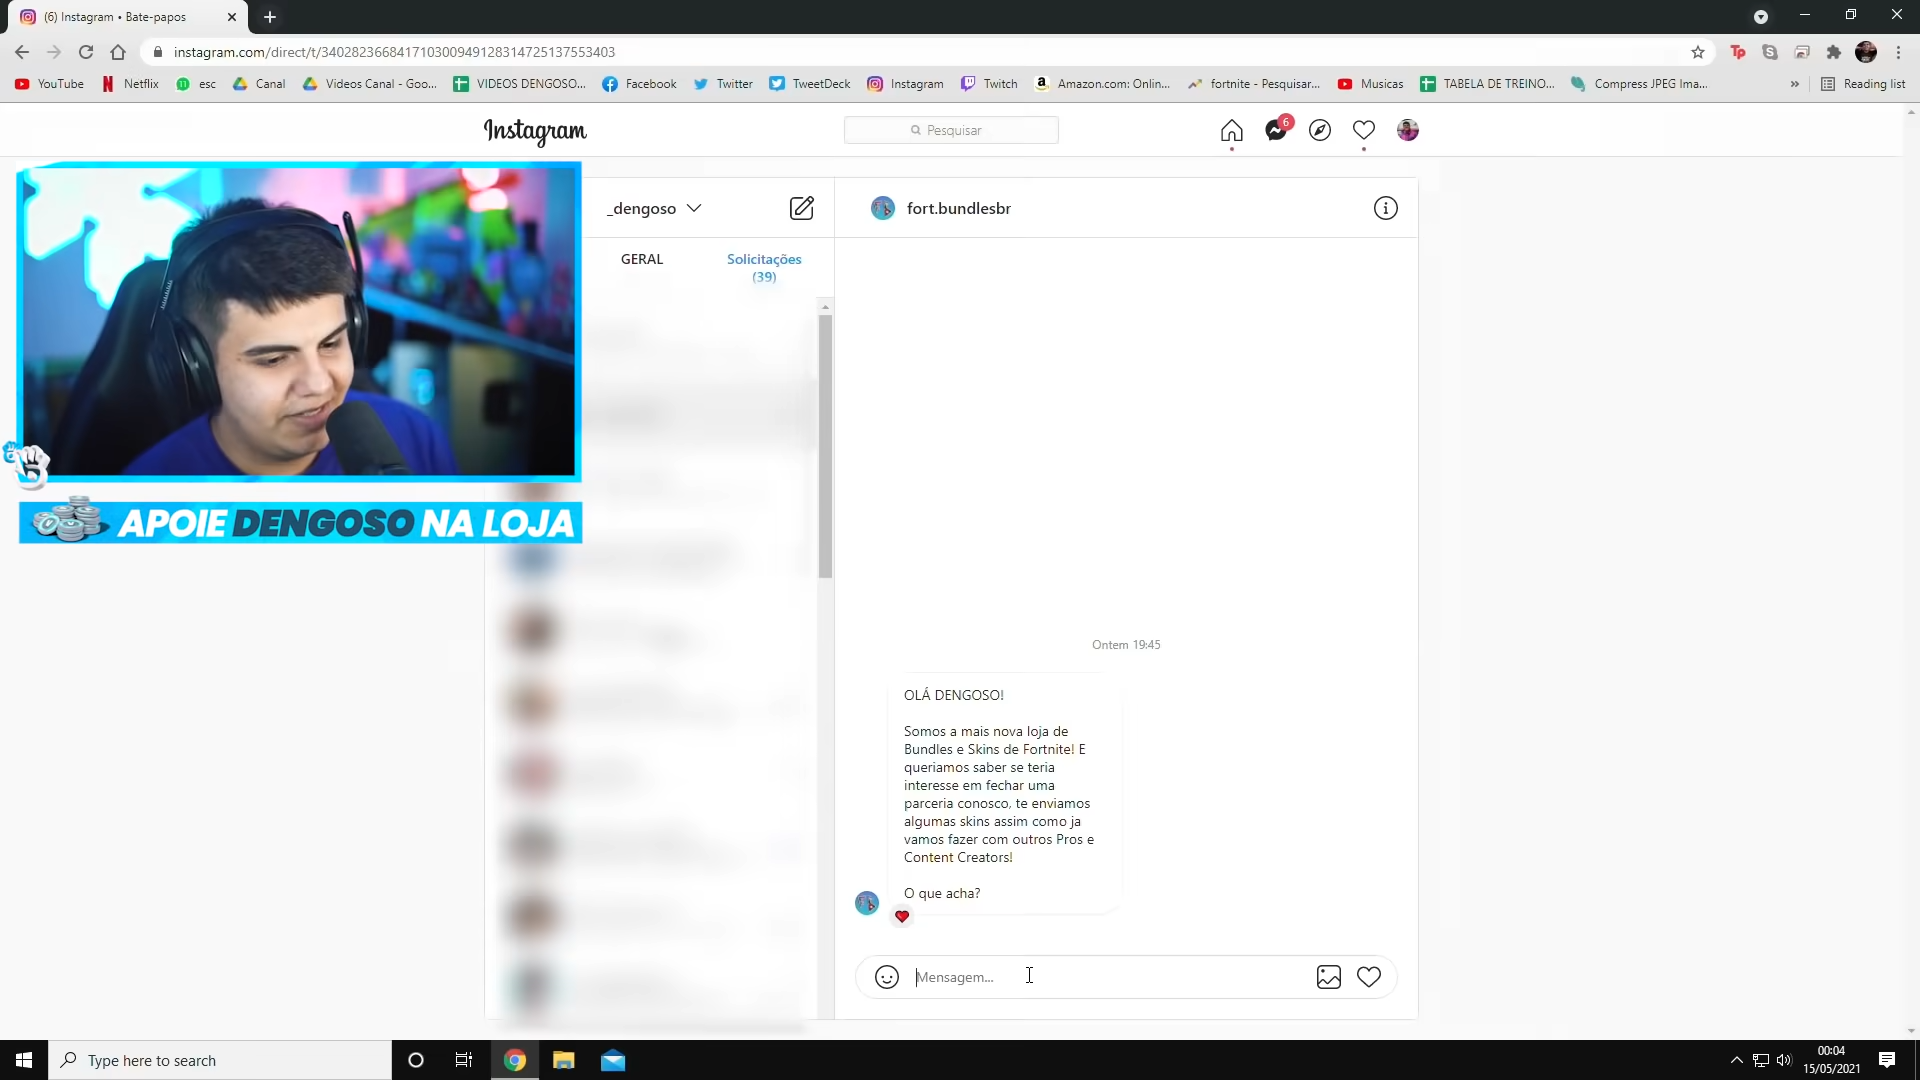 (6) Instagram • Bate-papos
instagram.com/direct/t/340282366841710300949128314725137553403
YouTube
Netflix
esc
Canal
Videos Canal - Goo...
VIDEOS DENGOSO...
Facebook
Twitter
TweetDeck
Instagram
Twitch
Amazon.com: Onlin...
fortnite - Pesquisar...
Musicas
TABELA DE TREINO...
Compress JPEG Ima...
»
Reading list
Instagram
Pesquisar
6
_dengoso
fort.bundlesbr
GERAL
Solicitações
(39)
APOIE DENGOSO NA LOJA
Ontem 19:45
OLÁ DENGOSO!
Somos a mais nova loja de
Bundles e Skins de Fortnite! E
queriamos saber se teria
interesse em fechar uma
parceria conosco, te enviamos
algumas skins assim como ja
vamos fazer com outros Pros e
Content Creators!
O que acha?
Mensagem...
Type here to search
00:04
15/05/2021